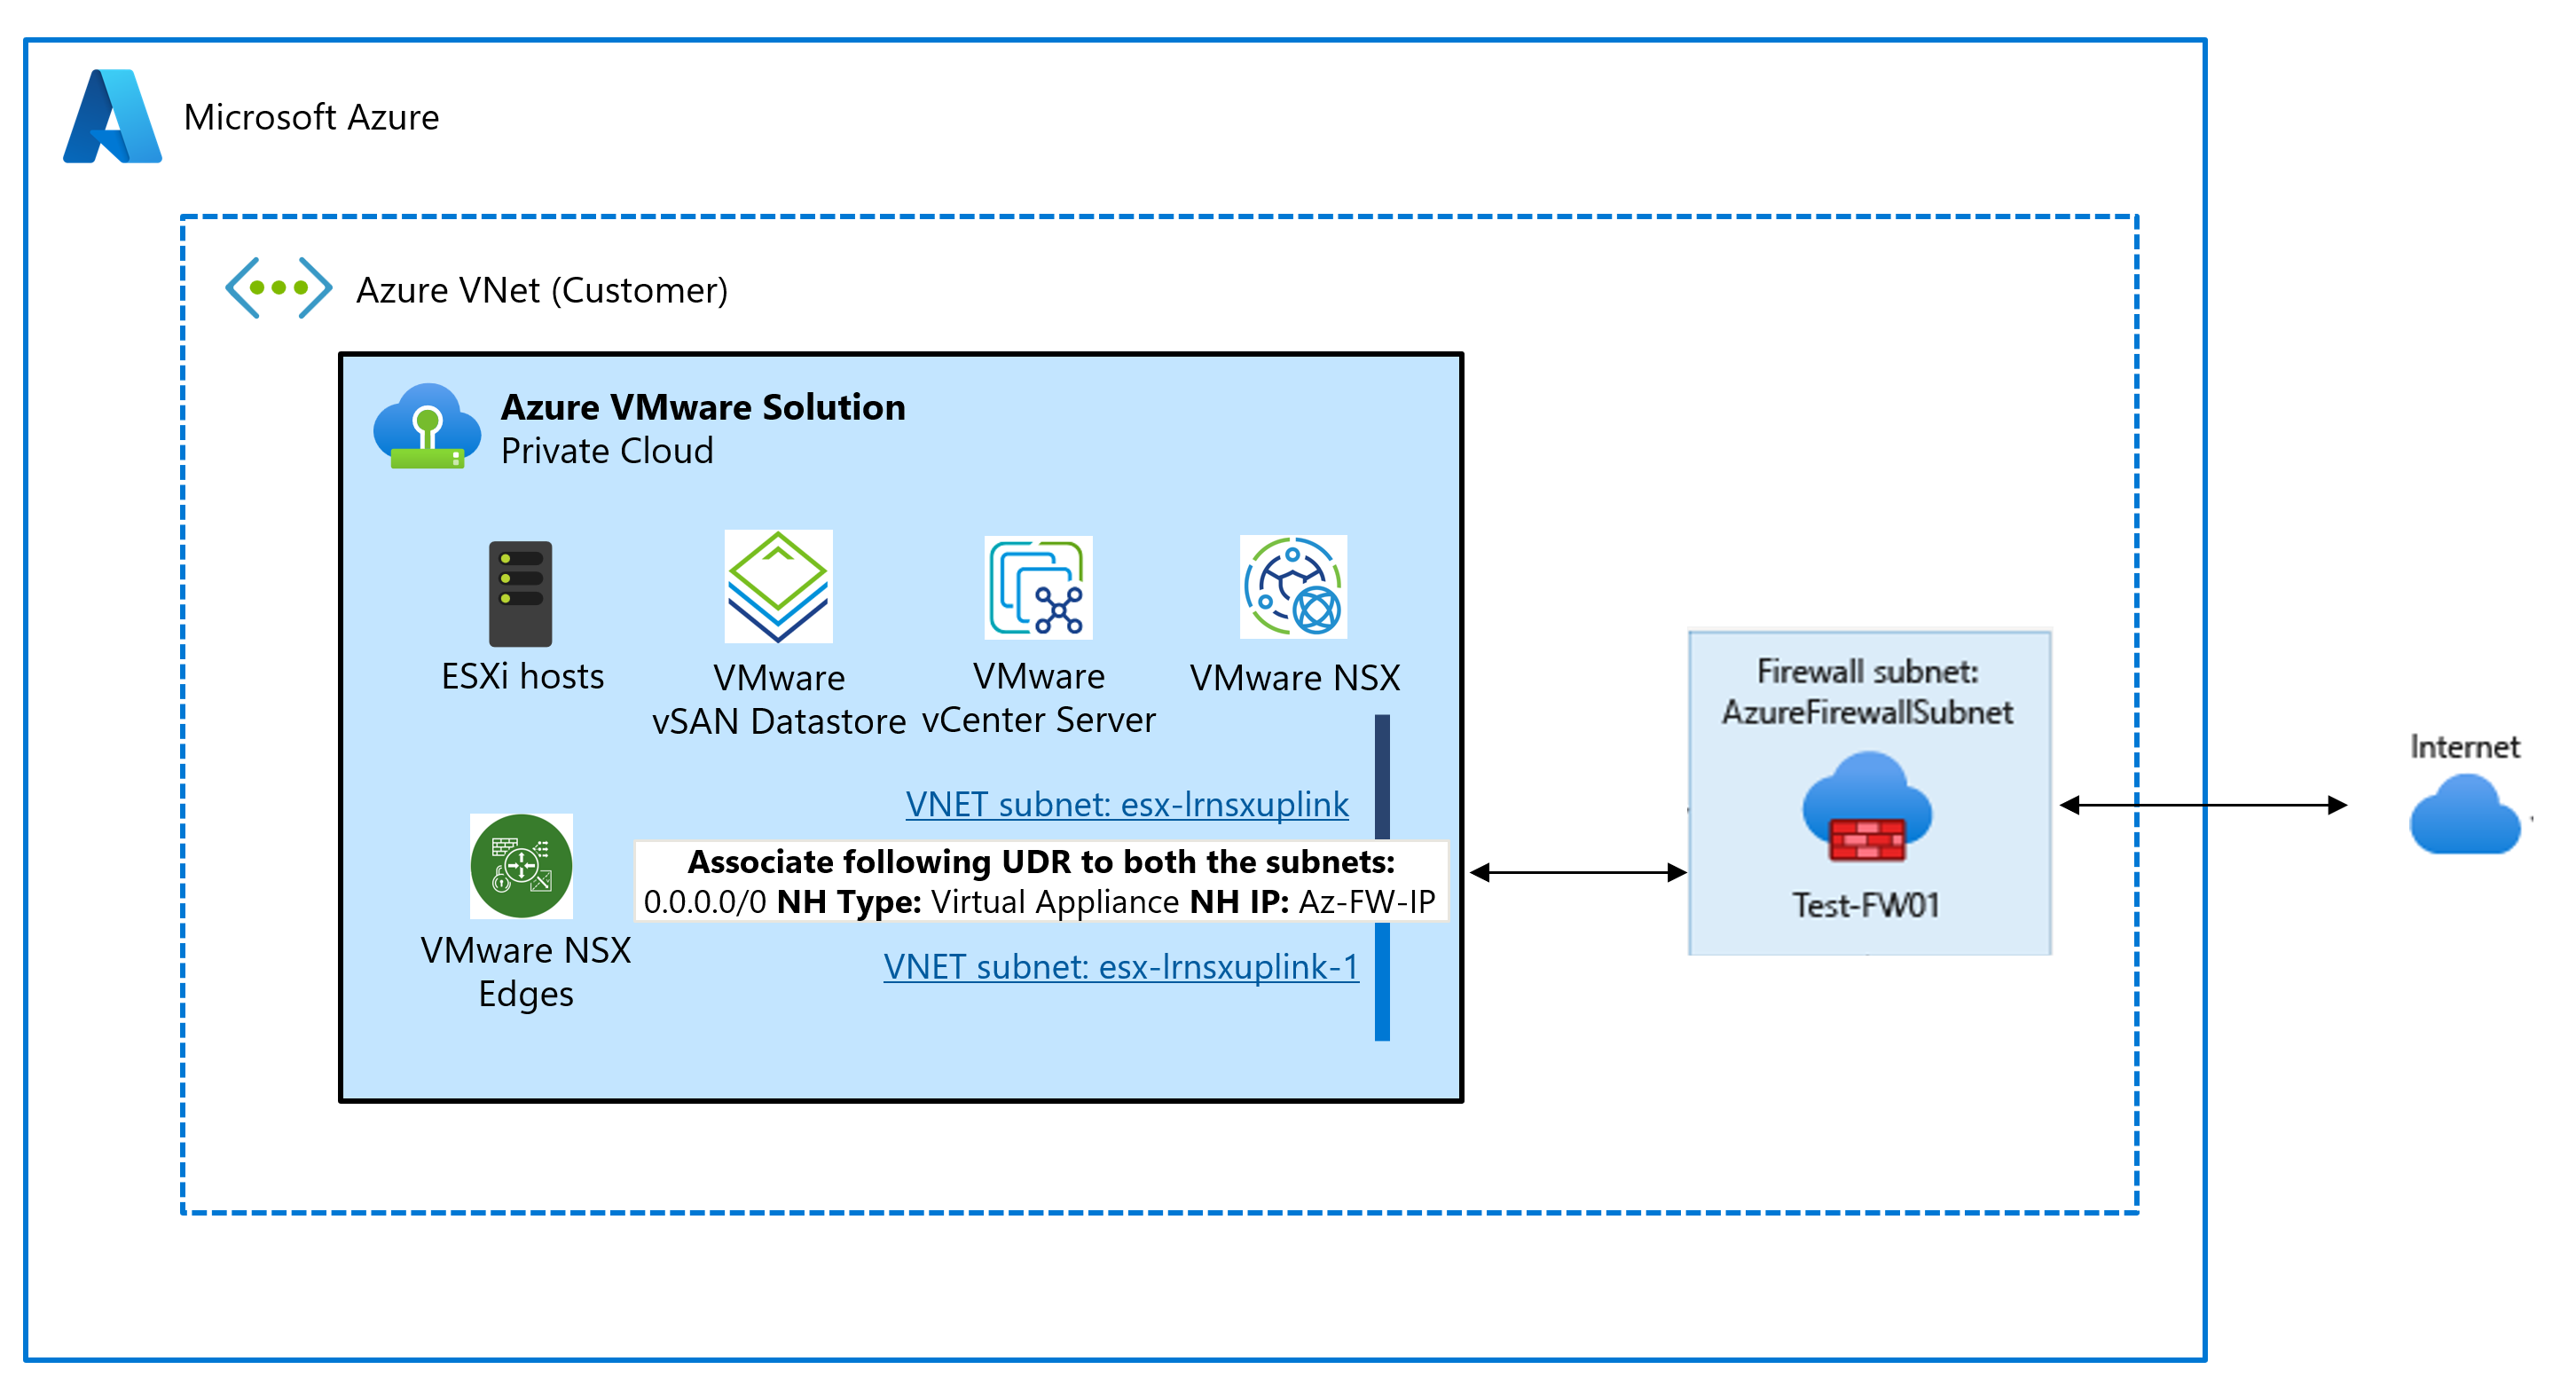 Microsoft Azure
Azure VNet (Customer)
Azure VMware Solution
Private Cloud
ESXi hosts
VMware
vSAN Datastore
VMware
vCenter Server
VMware NSX
VNET subnet: esx-lrnsxuplink
Associate following UDR to both the subnets:
0.0.0.0/0 NH Type: Virtual Appliance NH IP: Az-FW-IP
VNET subnet: esx-lrnsxuplink-1
VMware NSX
Edges
Firewall subnet:
AzureFirewallSubnet
Test-FW01
Internet